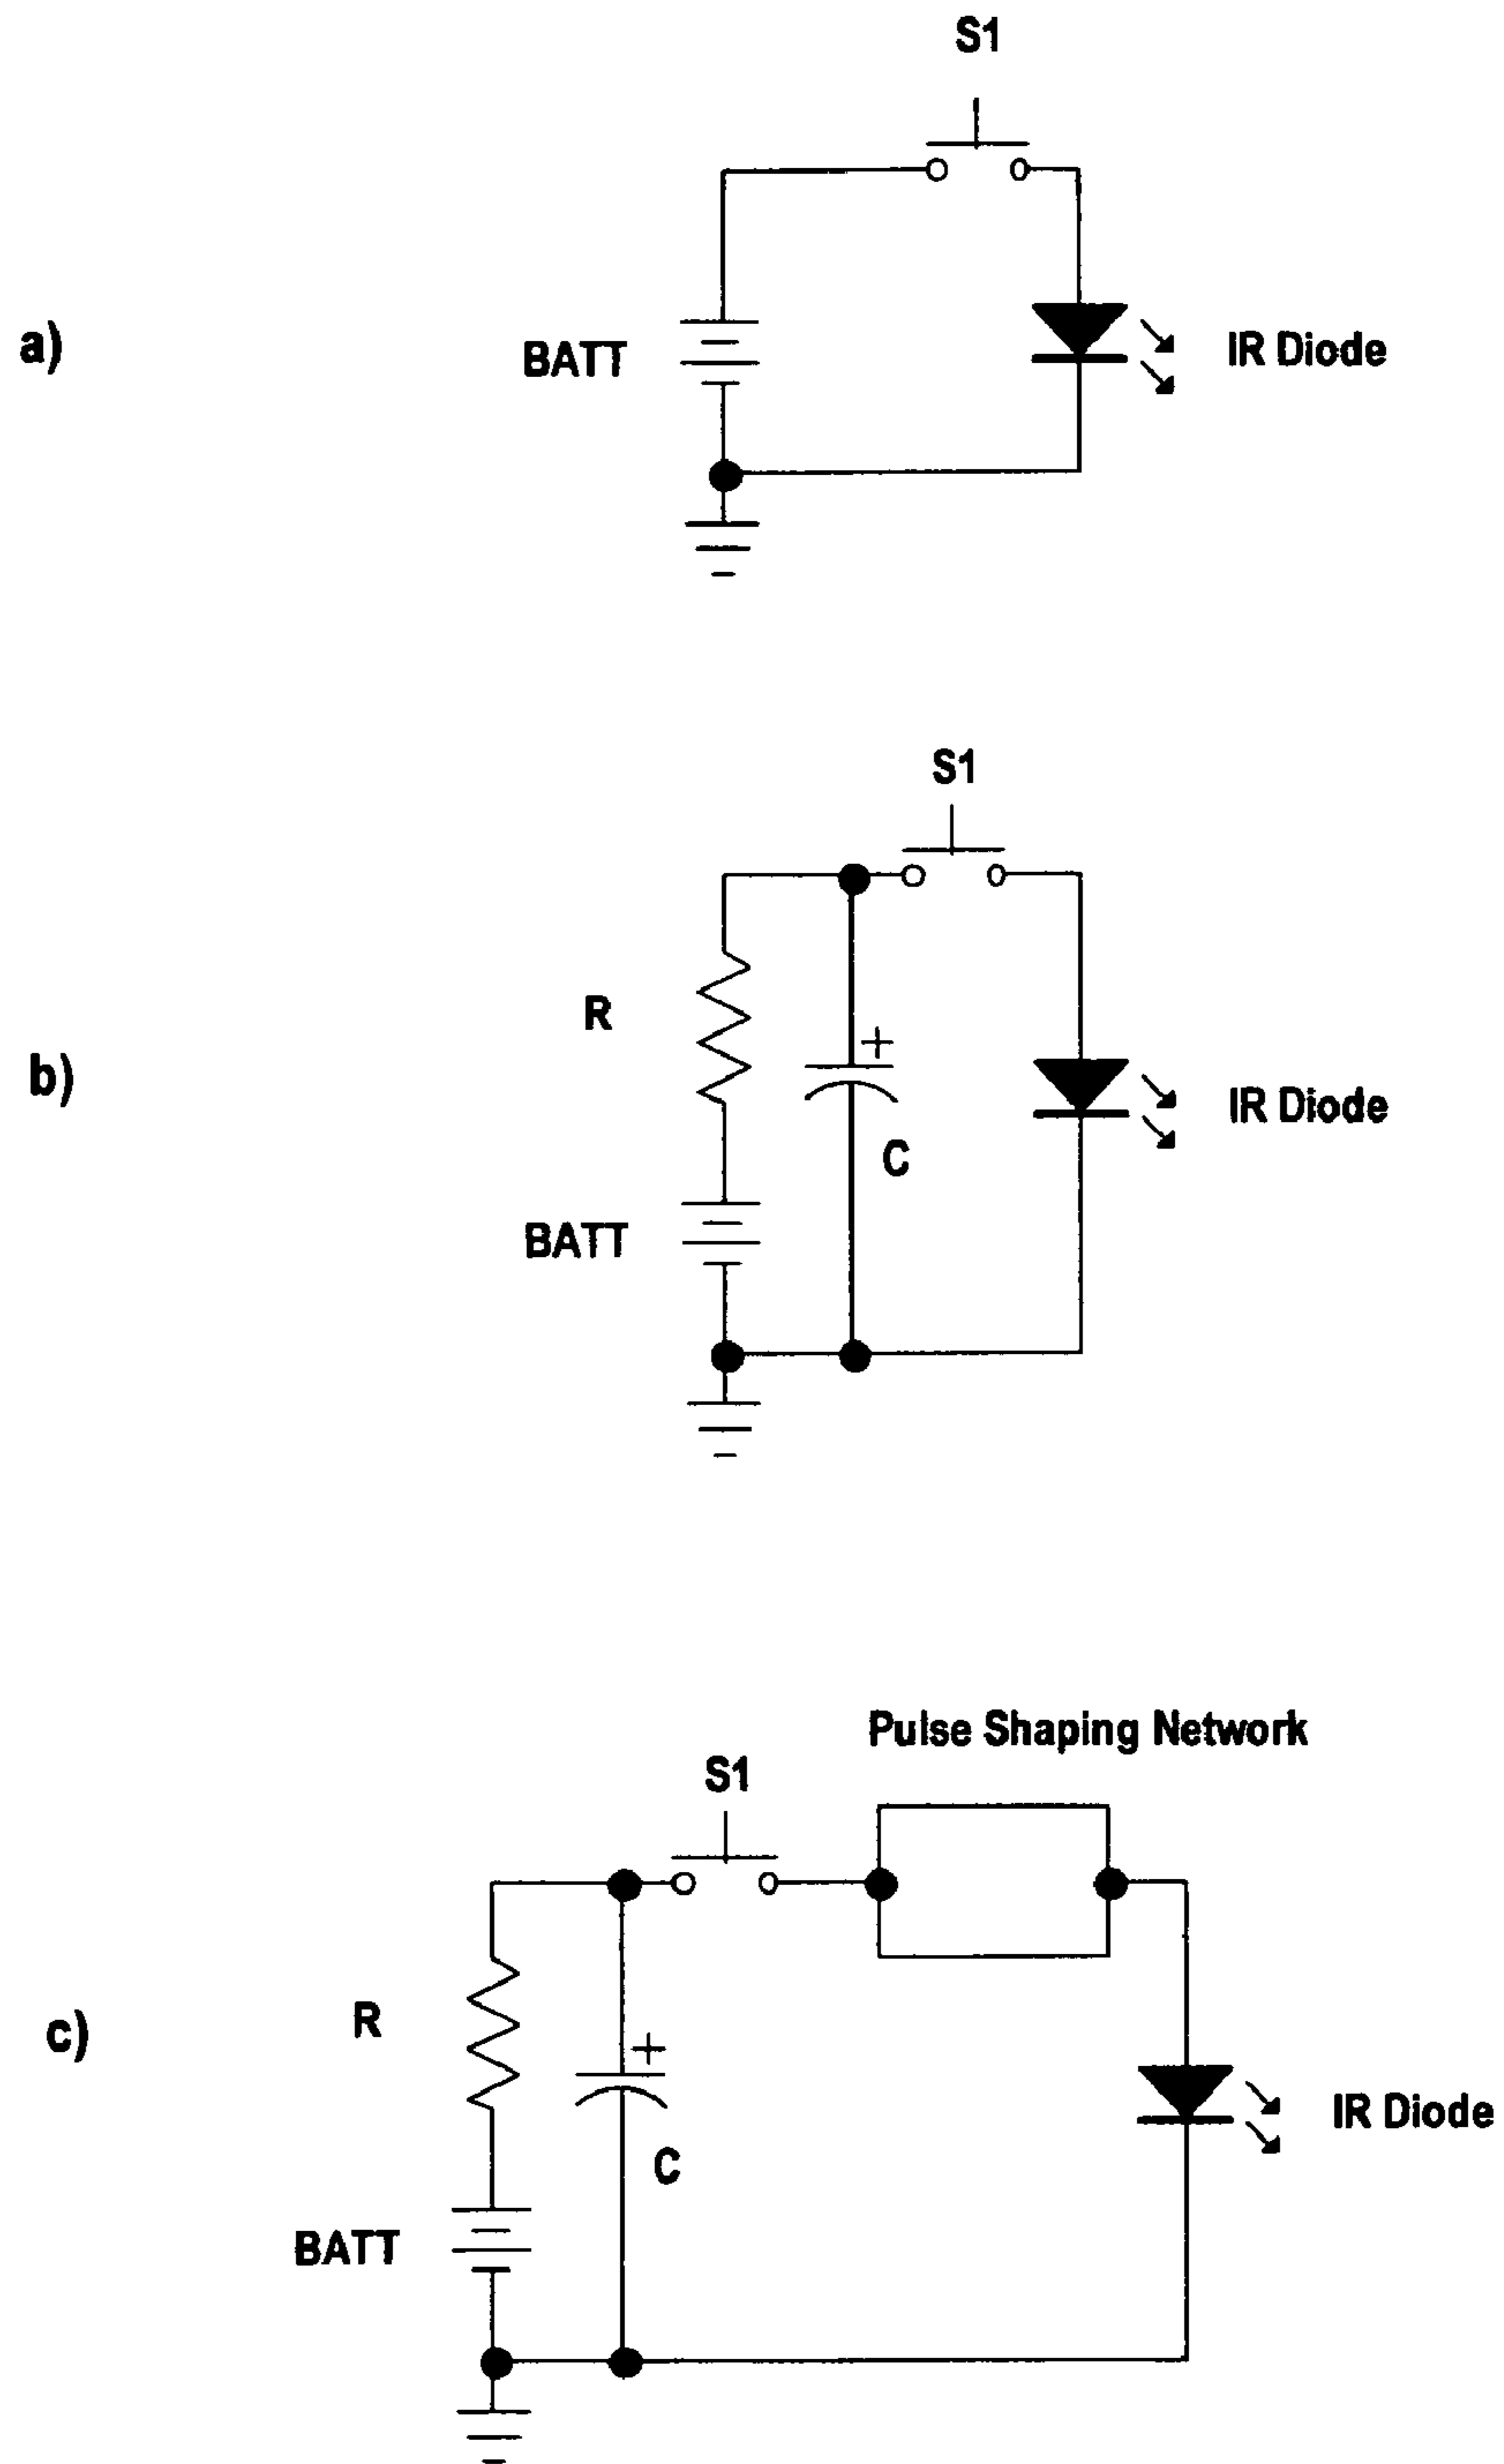 S1
a)
BATT
IR Diode
S1
R
+
b)
IR Diode
C
BATT
Pulse Shaping Network
S1
R
+
c)
IR Diode
C
BATT